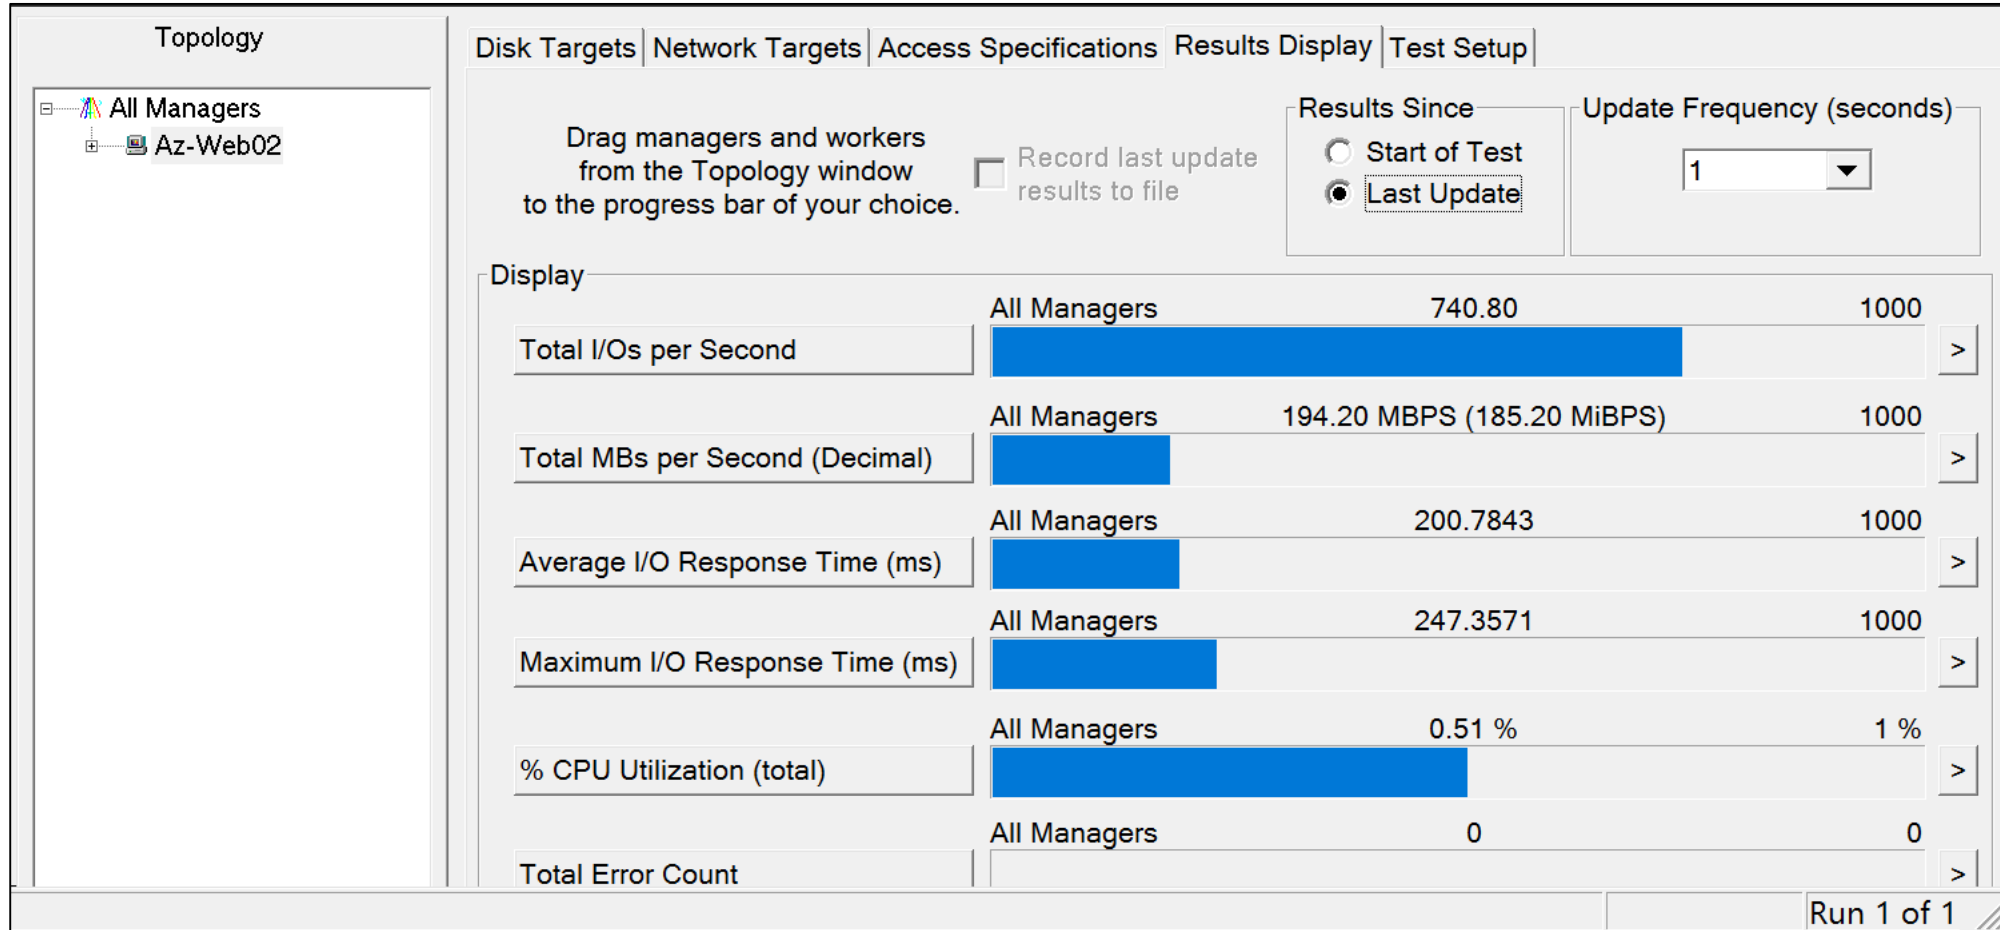 Topology
All Managers
Az-Web02
Disk Targets Network Targets Access Specifications Results Display Test Setup
Drag managers and workers
from the Topology window
to the progress bar of your choice.
Record last update
results to file
Results Since
Start of Test
Last Update
Update Frequency (seconds)
1
Display
All Managers 740.80 1000
Total I/Os per Second >
All Managers 194.20 MBPS (185.20 MiBPS) 1000
Total MBs per Second (Decimal) >
All Managers 200.7843 1000
Average I/O Response Time (ms) >
All Managers 247.3571 1000
Maximum I/O Response Time (ms) >
All Managers 0.51 % 1 %
% CPU Utilization (total) >
All Managers 0 0
Total Error Count >
Run 1 of 1